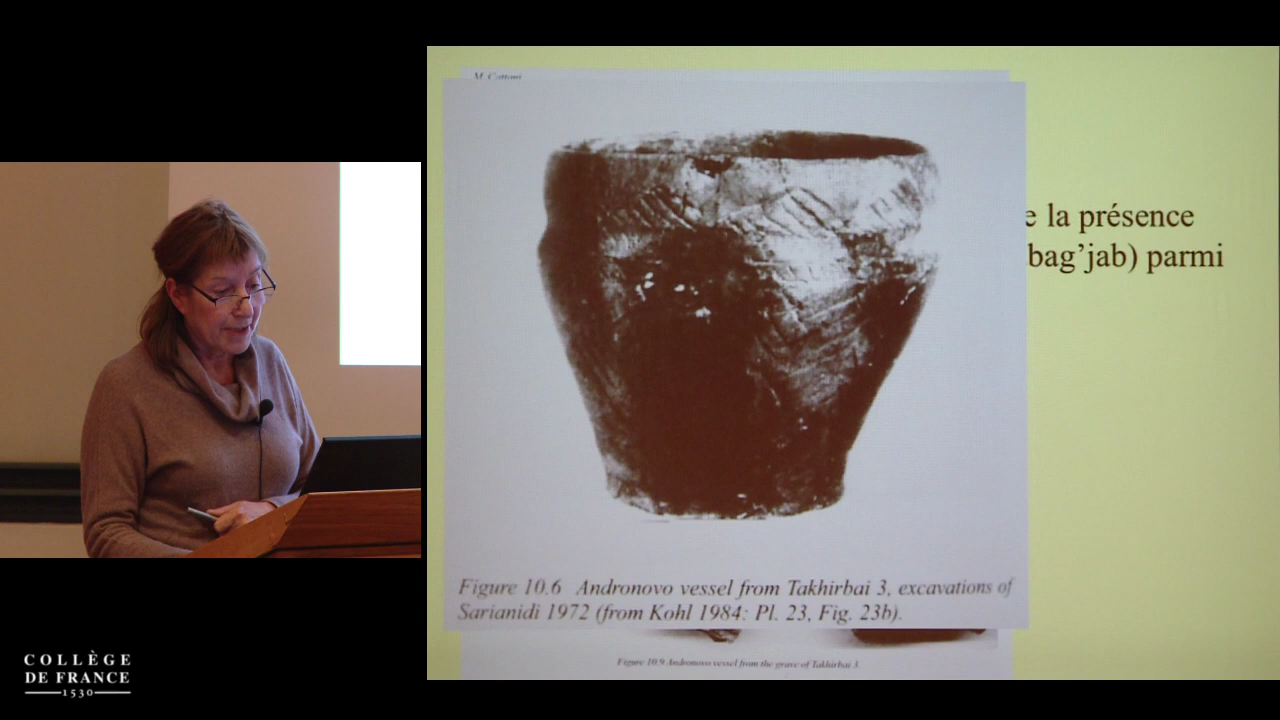 M. Cattani
e la présence
bag’jab) parmi
Figure 10.6 Andronovo vessel from Takhirbai 3, excavations of
Sarianidi 1972 (from Kohl 1984: Pl. 23, Fig. 23b).
Figure 10.9 Andronovo vessel from the grave of Takhirbai 3.
COLLÈGE
DE FRANCE
1530